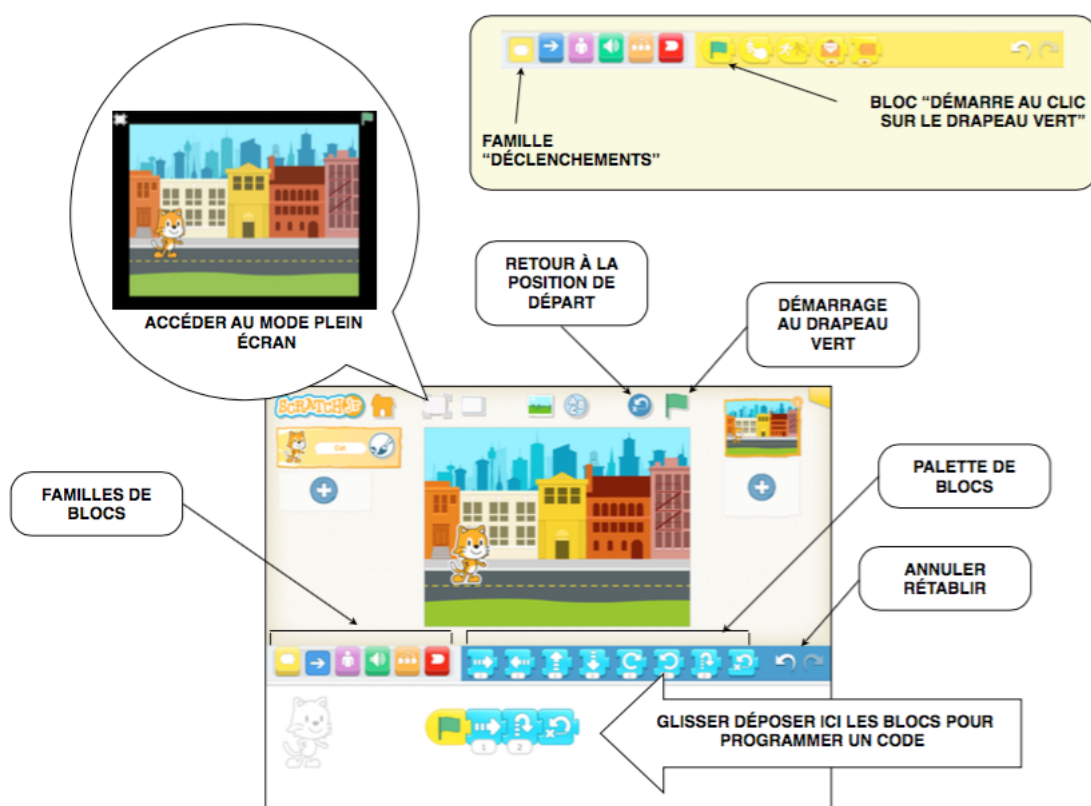 FAMILLE
“DÉCLENCHEMENTS”
BLOC “DÉMARRE AU CLIC
SUR LE DRAPEAU VERT”
ACCÉDER AU MODE PLEIN
ÉCRAN
RETOUR À LA
POSITION DE
DÉPART
DÉMARRAGE
AU DRAPEAU
VERT
SCRATCHJR
Cat
1
FAMILLES DE
BLOCS
PALETTE DE
BLOCS
ANNULER
RÉTABLIR
1 2
GLISSER DÉPOSER ICI LES BLOCS POUR
PROGRAMMER UN CODE